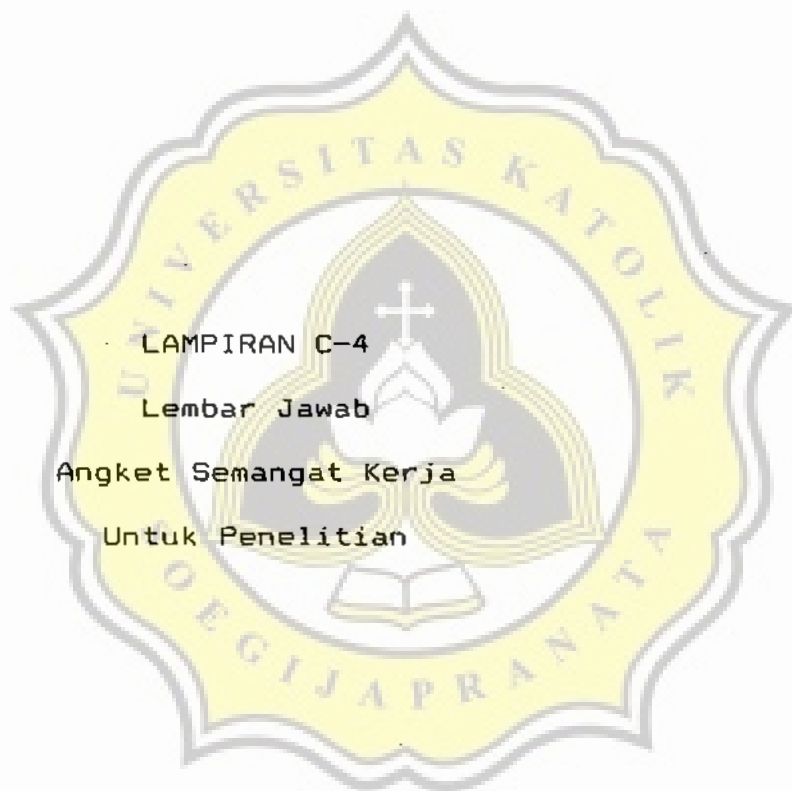 UNIVERSITAS KATOLIK
LAMPIRAN C-4
Lembar Jawab
Angket Semangat Kerja
Untuk Penelitian
SOEGIJAPRANATA